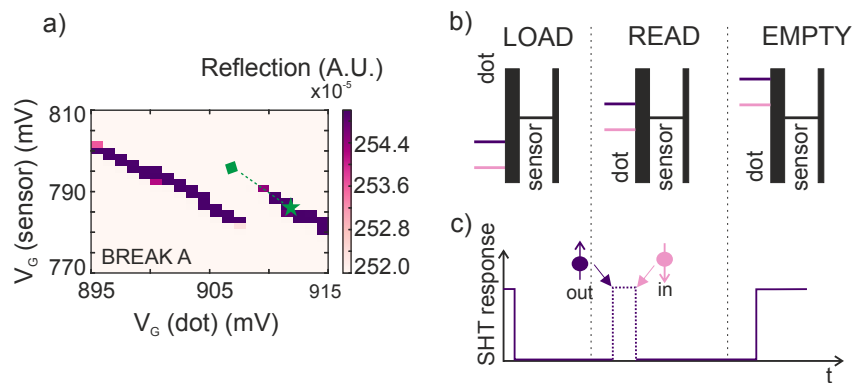 a)
Reflection (A.U.)
x10⁻⁵
810
790
770
V_G (sensor) (mV)
BREAK A
895
905
915
V_G (dot) (mV)
254.4
253.6
252.8
252.0
b)
LOAD
READ
EMPTY
dot
sensor
dot
sensor
dot
sensor
c)
SHT response
out
in
t